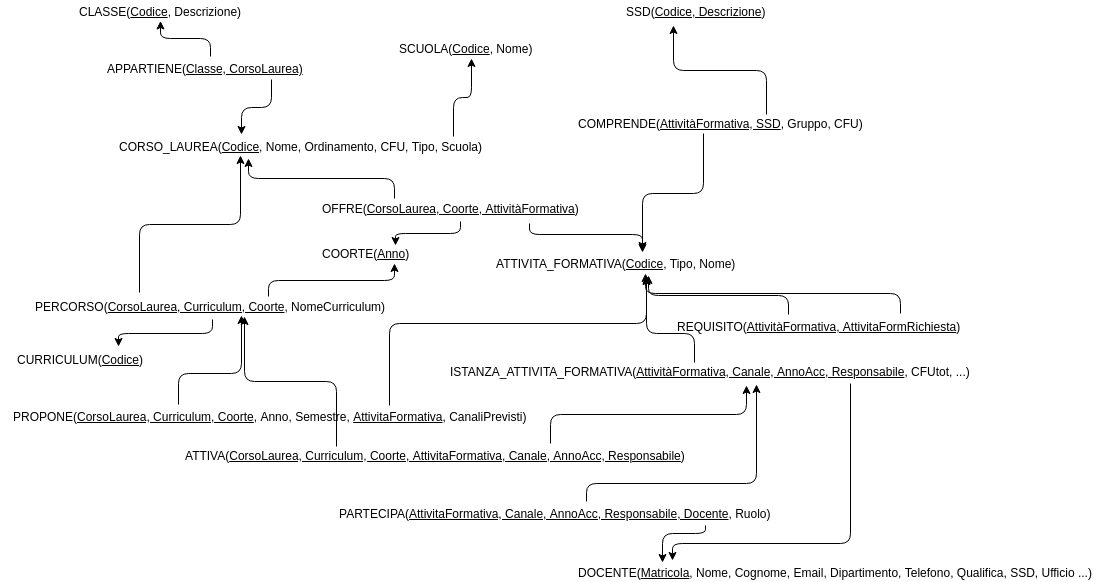 CLASSE(Codice, Descrizione)
SSD(Codice, Descrizione)
SCUOLA(Codice, Nome)
APPARTIENE(Classe, CorsoLaurea)
COMPRENDE(AttivitàFormativa, SSD, Gruppo, CFU)
CORSO_LAUREA(Codice, Nome, Ordinamento, CFU, Tipo, Scuola)
OFFRE(CorsoLaurea, Coorte, AttivitàFormativa)
COORTE(Anno)
ATTIVITA_FORMATIVA(Codice, Tipo, Nome)
PERCORSO(CorsoLaurea, Curriculum, Coorte, NomeCurriculum)
REQUISITO(AttivitàFormativa, AttivitaFormRichiesta)
CURRICULUM(Codice)
ISTANZA_ATTIVITA_FORMATIVA(AttivitàFormativa, Canale, AnnoAcc, Responsabile, CFUtot, ...)
PROPONE(CorsoLaurea, Curriculum, Coorte, Anno, Semestre, AttivitaFormativa, CanaliPrevisti)
ATTIVA(CorsoLaurea, Curriculum, Coorte, AttivitaFormativa, Canale, AnnoAcc, Responsabile)
PARTECIPA(AttivitaFormativa, Canale, AnnoAcc, Responsabile, Docente, Ruolo)
DOCENTE(Matricola, Nome, Cognome, Email, Dipartimento, Telefono, Qualifica, SSD, Ufficio ...)